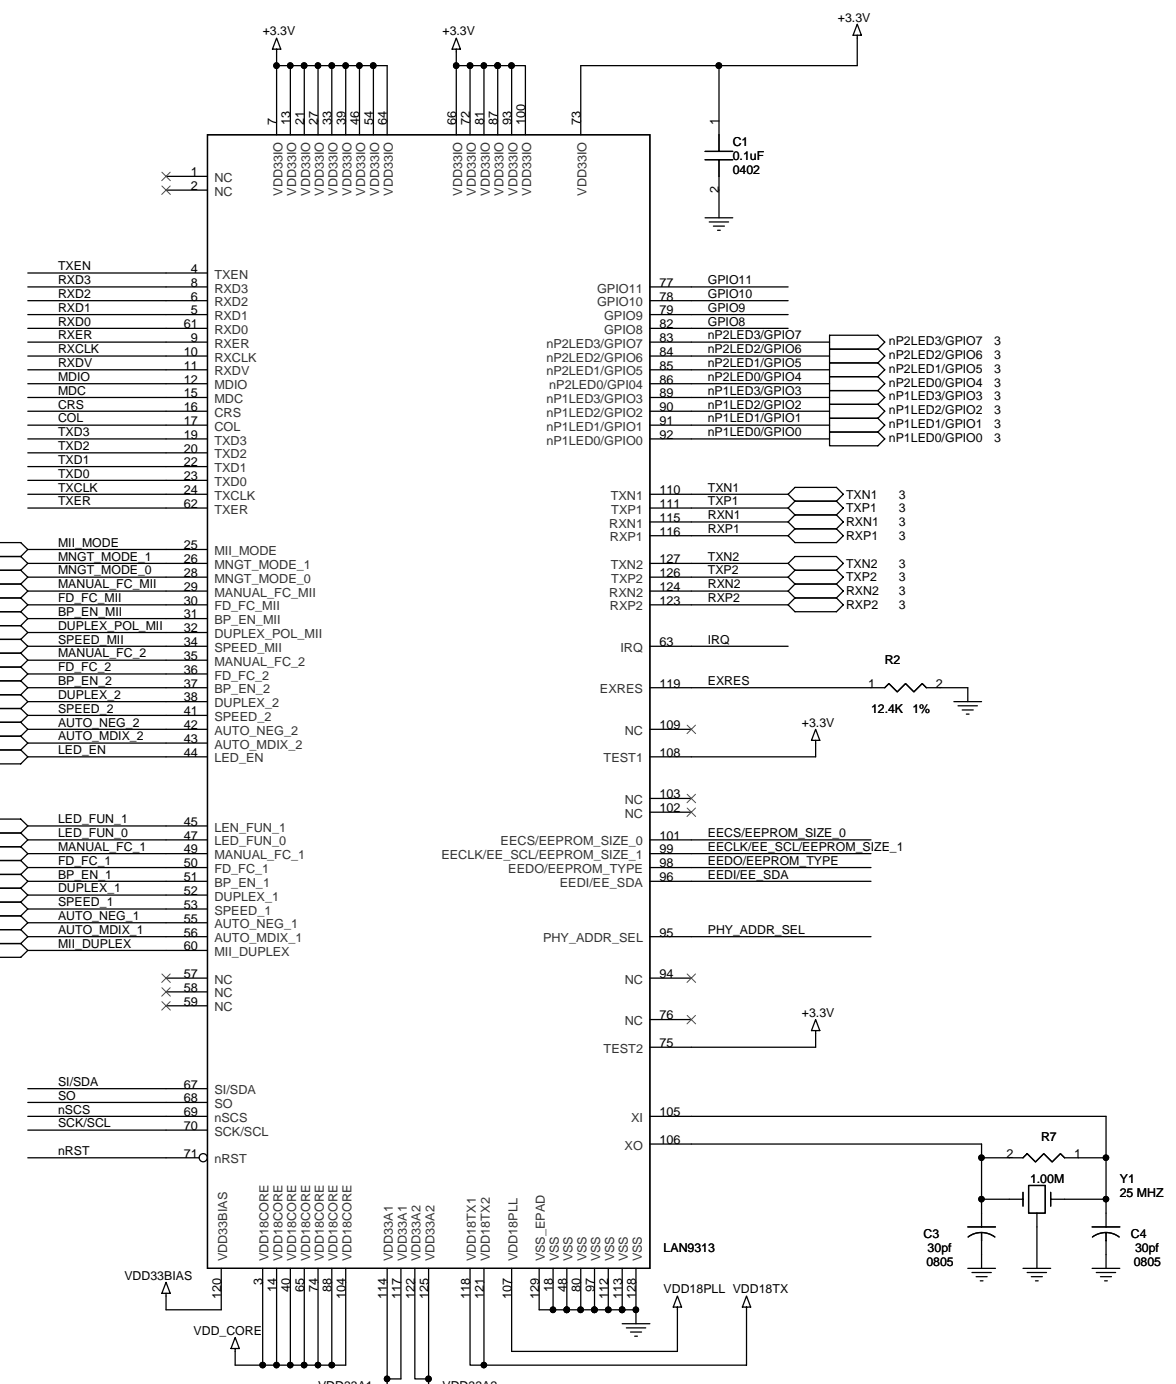 +3.3V
+3.3V
+3.3V
7 13 21 27 33 39 46 54 64
66 72 81 87 93 100
73
VDD33IO VDD33IO VDD33IO VDD33IO VDD33IO VDD33IO VDD33IO VDD33IO VDD33IO
VDD33IO VDD33IO VDD33IO VDD33IO VDD33IO VDD33IO
VDD33IO
1
C1
0.1uF
0402
2
1 NC
2 NC
TXEN 4 TXEN
RXD3 8 RXD3
RXD2 6 RXD2
RXD1 5 RXD1
RXD0 61 RXD0
RXER 9 RXER
RXCLK 10 RXCLK
RXDV 11 RXDV
MDIO 12 MDIO
MDC 15 MDC
CRS 16 CRS
COL 17 COL
TXD3 19 TXD3
TXD2 20 TXD2
TXD1 22 TXD1
TXD0 23 TXD0
TXCLK 24 TXCLK
TXER 62 TXER
GPIO11 77 GPIO11
GPIO10 78 GPIO10
GPIO9 79 GPIO9
GPIO8 82 GPIO8
nP2LED3/GPIO7 83 nP2LED3/GPIO7 nP2LED3/GPIO7 3
nP2LED2/GPIO6 84 nP2LED2/GPIO6 nP2LED2/GPIO6 3
nP2LED1/GPIO5 85 nP2LED1/GPIO5 nP2LED1/GPIO5 3
nP2LED0/GPI04 86 nP2LED0/GPIO4 nP2LED0/GPIO4 3
nP1LED3/GPIO3 89 nP1LED3/GPIO3 nP1LED3/GPIO3 3
nP1LED2/GPIO2 90 nP1LED2/GPIO2 nP1LED2/GPIO2 3
nP1LED1/GPIO1 91 nP1LED1/GPIO1 nP1LED1/GPIO1 3
nP1LED0/GPIO0 92 nP1LED0/GPIO0 nP1LED0/GPIO0 3
TXN1 110 TXN1 TXN1 3
TXP1 111 TXP1 TXP1 3
RXN1 115 RXN1 RXN1 3
RXP1 116 RXP1 RXP1 3
TXN2 127 TXN2 TXN2 3
TXP2 126 TXP2 TXP2 3
RXN2 124 RXN2 RXN2 3
RXP2 123 RXP2 RXP2 3
MII_MODE 25 MII_MODE
MNGT_MODE_1 26 MNGT_MODE_1
MNGT_MODE_0 28 MNGT_MODE_0
MANUAL_FC_MII 29 MANUAL_FC_MII
FD_FC_MII 30 FD_FC_MII
BP_EN_MII 31 BP_EN_MII
DUPLEX_POL_MII 32 DUPLEX_POL_MII
SPEED_MII 34 SPEED_MII
MANUAL_FC_2 35 MANUAL_FC_2
FD_FC_2 36 FD_FC_2
BP_EN_2 37 BP_EN_2
DUPLEX_2 38 DUPLEX_2
SPEED_2 41 SPEED_2
AUTO_NEG_2 42 AUTO_NEG_2
AUTO_MDIX_2 43 AUTO_MDIX_2
LED_EN 44 LED_EN
IRQ 63 IRQ
R2
EXRES 119 EXRES 1 2
12.4K 1%
NC 109
+3.3V
TEST1 108
NC 103
NC 102
LED_FUN_1 45 LEN_FUN_1
LED_FUN_0 47 LED_FUN_0
MANUAL_FC_1 49 MANUAL_FC_1
FD_FC_1 50 FD_FC_1
BP_EN_1 51 BP_EN_1
DUPLEX_1 52 DUPLEX_1
SPEED_1 53 SPEED_1
AUTO_NEG_1 55 AUTO_NEG_1
AUTO_MDIX_1 56 AUTO_MDIX_1
MII_DUPLEX 60 MII_DUPLEX
EECS/EEPROM_SIZE_0 101 EECS/EEPROM_SIZE_0
EECLK/EE_SCL/EEPROM_SIZE_1 99 EECLK/EE_SCL/EEPROM_SIZE_1
EEDO/EEPROM_TYPE 98 EEDO/EEPROM_TYPE
EEDI/EE_SDA 96 EEDI/EE_SDA
PHY_ADDR_SEL 95 PHY_ADDR_SEL
57 NC
58 NC
59 NC
NC 94
NC 76
+3.3V
TEST2 75
SI/SDA 67 SI/SDA
SO 68 SO
nSCS 69 nSCS
SCK/SCL 70 SCK/SCL
nRST 71 nRST
XI 105
XO 106
R7
2 1
1.00M
Y1
25 MHZ
C3
30pf
0805
C4
30pf
0805
VDD33BIAS
VDD18CORE VDD18CORE VDD18CORE VDD18CORE VDD18CORE VDD18CORE VDD18CORE
VDD33A1 VDD33A1 VDD33A2 VDD33A2
VDD18TX1 VDD18TX2 VDD18PLL
VSS_EPAD VSS VSS VSS VSS VSS VSS VSS
LAN9313
120
3 14 40 65 74 88 104
114 117 122 125
118 121 107
129 18 48 80 97 112 113 128
VDD33BIAS
VDD18PLL VDD18TX
VDD_CORE
VDD33A1 VDD33A2